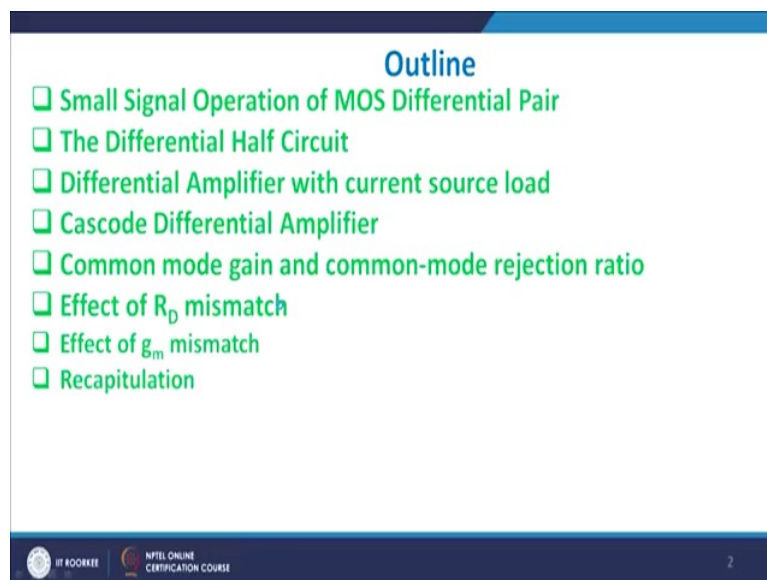 Outline
Small Signal Operation of MOS Differential Pair
The Differential Half Circuit
Differential Amplifier with current source load
Cascode Differential Amplifier
Common mode gain and common-mode rejection ratio
Effect of R_D mismatch
Effect of g_m mismatch
Recapitulation
IIT ROORKEE
NPTEL ONLINE
CERTIFICATION COURSE
2